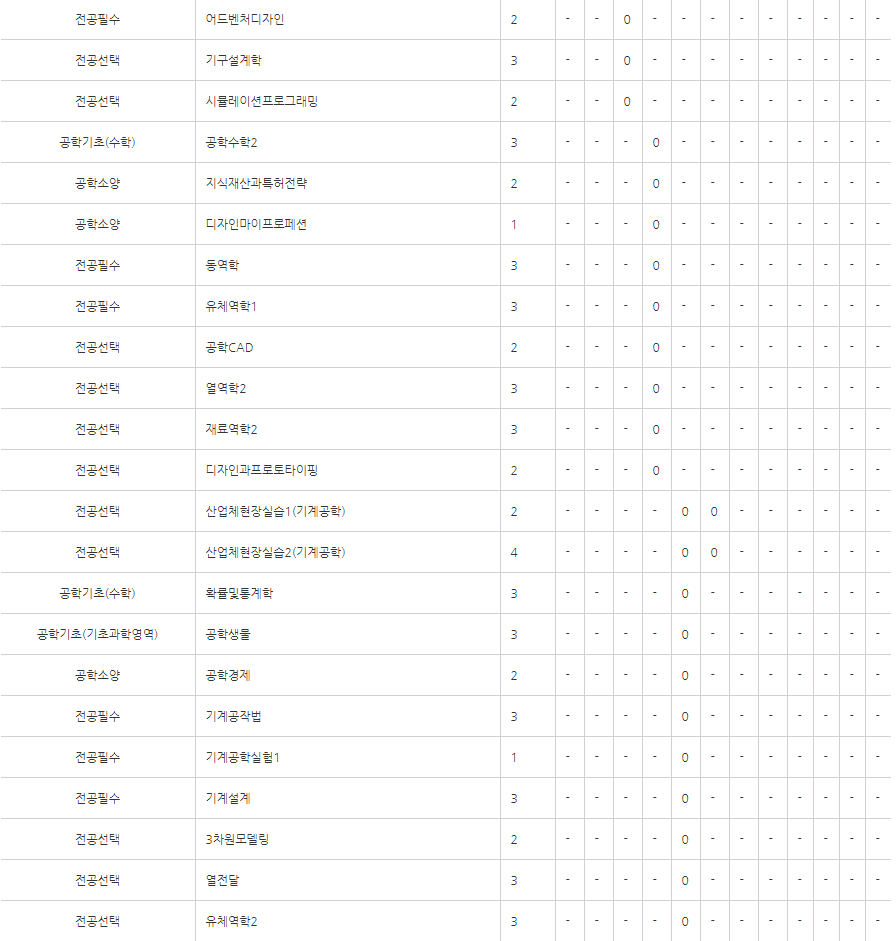 전공필수 어드벤처디자인 2 - - 0 - - - - - - - - -
전공선택 기구설계학 3 - - 0 - - - - - - - - -
전공선택 시뮬레이션프로그래밍 2 - - 0 - - - - - - - - -
공학기초(수학) 공학수학2 3 - - - 0 - - - - - - - -
공학소양 지식재산과특허전략 2 - - - 0 - - - - - - - -
공학소양 디자인마이프로페션 1 - - - 0 - - - - - - - -
전공필수 동역학 3 - - - 0 - - - - - - - -
전공필수 유체역학1 3 - - - 0 - - - - - - - -
전공선택 공학CAD 2 - - - 0 - - - - - - - -
전공선택 열역학2 3 - - - 0 - - - - - - - -
전공선택 재료역학2 3 - - - 0 - - - - - - - -
전공선택 디자인과프로토타이핑 2 - - - 0 - - - - - - - -
전공선택 산업체현장실습1(기계공학) 2 - - - - 0 0 - - - - - -
전공선택 산업체현장실습2(기계공학) 4 - - - - 0 0 - - - - - -
공학기초(수학) 확률및통계학 3 - - - - 0 - - - - - - -
공학기초(기초과학영역) 공학생물 3 - - - - 0 - - - - - - -
공학소양 공학경제 2 - - - - 0 - - - - - - -
전공필수 기계공작법 3 - - - - 0 - - - - - - -
전공필수 기계공학실험1 1 - - - - 0 - - - - - - -
전공필수 기계설계 3 - - - - 0 - - - - - - -
전공선택 3차원모델링 2 - - - - 0 - - - - - - -
전공선택 열전달 3 - - - - 0 - - - - - - -
전공선택 유체역학2 3 - - - - 0 - - - - - - -